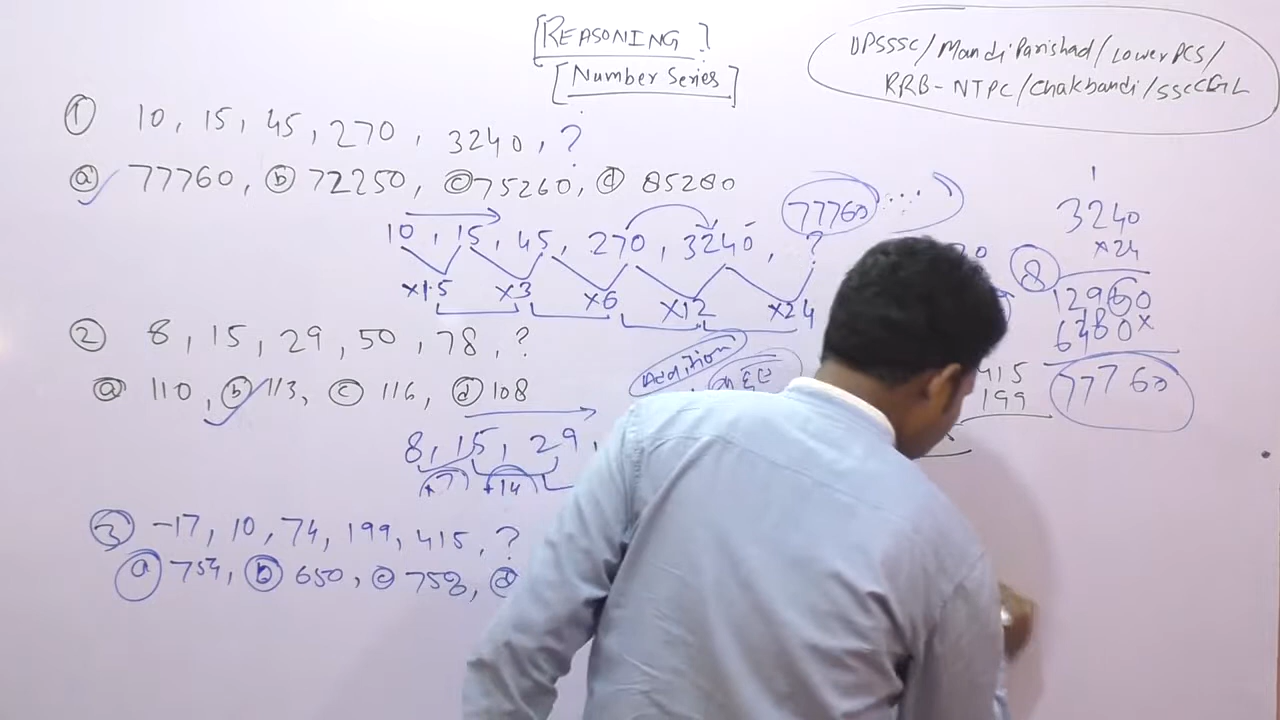 [REASONING]
[Number Series]
UPSSSC/Mandi Parishad/Lower PCS/
RRB-NTPC/Chakbandi/SSC CGL
① 10, 15, 45, 270, 3240, ?
ⓐ 77760, ⓑ 72250, ⓒ 75260, ⓓ 85280
10, 15, 45, 270, 3240, ?
77760 ....
×1.5 ×3 ×6 ×12 ×24
3240
×24
12960
6480×
77760
8
② 8, 15, 29, 50, 78, ?
ⓐ 110, ⓑ 113, ⓒ 116, ⓓ 108
Addition
8, 15, 29,
+7 +14
415
199
③ -17, 10, 74, 199, 415, ?
ⓐ 754, ⓑ 650, ⓒ 758, ⓓ